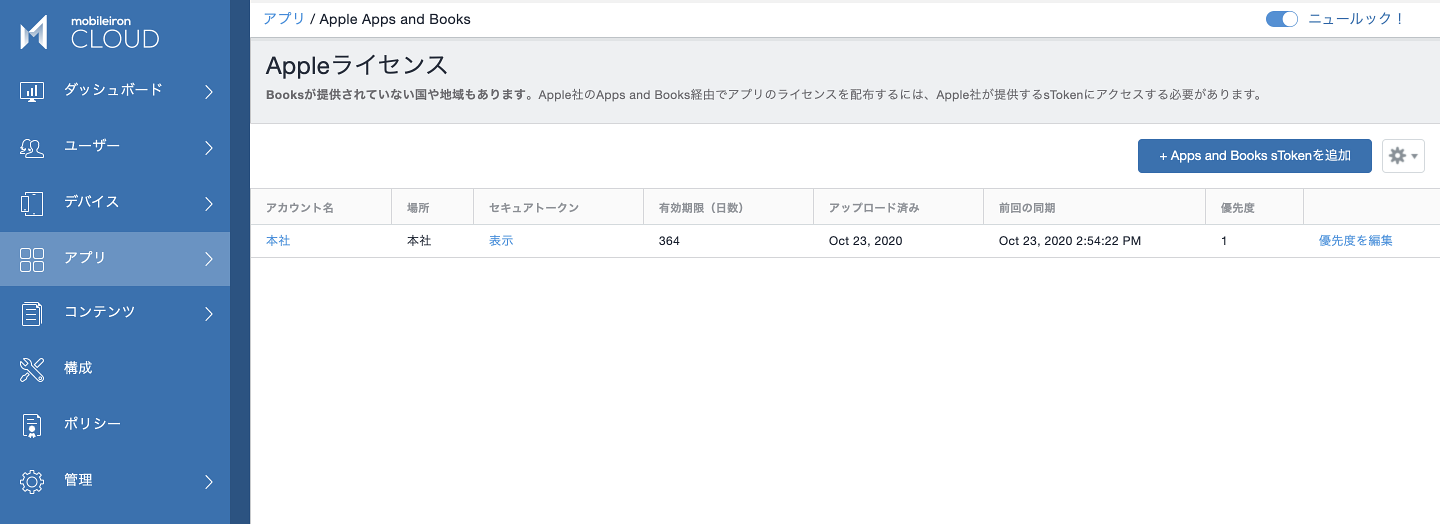 mobileiron
CLOUD
ダッシュボード
ユーザー
デバイス
アプリ
コンテンツ
構成
ポリシー
管理
アプリ / Apple Apps and Books
ニュールック！
Appleライセンス
Booksが提供されていない国や地域もあります。Apple社のApps and Books経由でアプリのライセンスを配布するには、Apple社が提供するsTokenにアクセスする必要があります。
+ Apps and Books sTokenを追加
アカウント名 場所 セキュアトークン 有効期限（日数） アップロード済み 前回の同期 優先度
本社 本社 表示 364 Oct 23, 2020 Oct 23, 2020 2:54:22 PM 1 優先度を編集